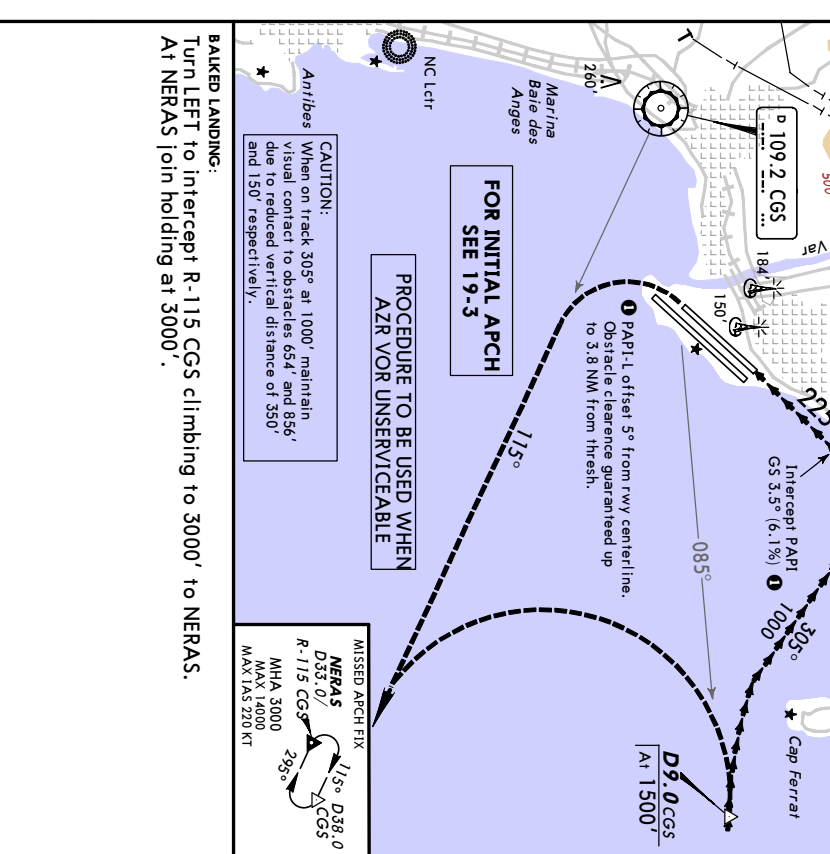 BALKED LANDING:
Turn LEFT to intercept R-115 CGS climbing to 3000' to NERAS.
At NERAS join holding at 3000'.
NC Lctr
Antibes
Marina
Baie des
Anges
260'
D 109.2 CGS
Var
500
184'
150'
225
CAUTION:
When on track 305° at 1000' maintain
visual contact to obstacles 654' and 856'
due to reduced vertical distance of 350'
and 150' respectively.
FOR INITIAL APCH
SEE 19-3
PROCEDURE TO BE USED WHEN
AZR VOR UNSERVICEABLE
1 PAPI-L offset 5° from rwy centerline.
Obstacle clearence guaranteed up
to 3.8 NM from thresh.
Intercept PAPI
GS 3.5° (6.1%) 1
115°
085°
305°
1000
Cap Ferrat
D9.0 CGS
At 1500'
MISSED APCH FIX
NERAS
D33.0/
R-115 CGS
MHA 3000
MAX 14000
MAX IAS 220 KT
115°
295°
D38.0
CGS